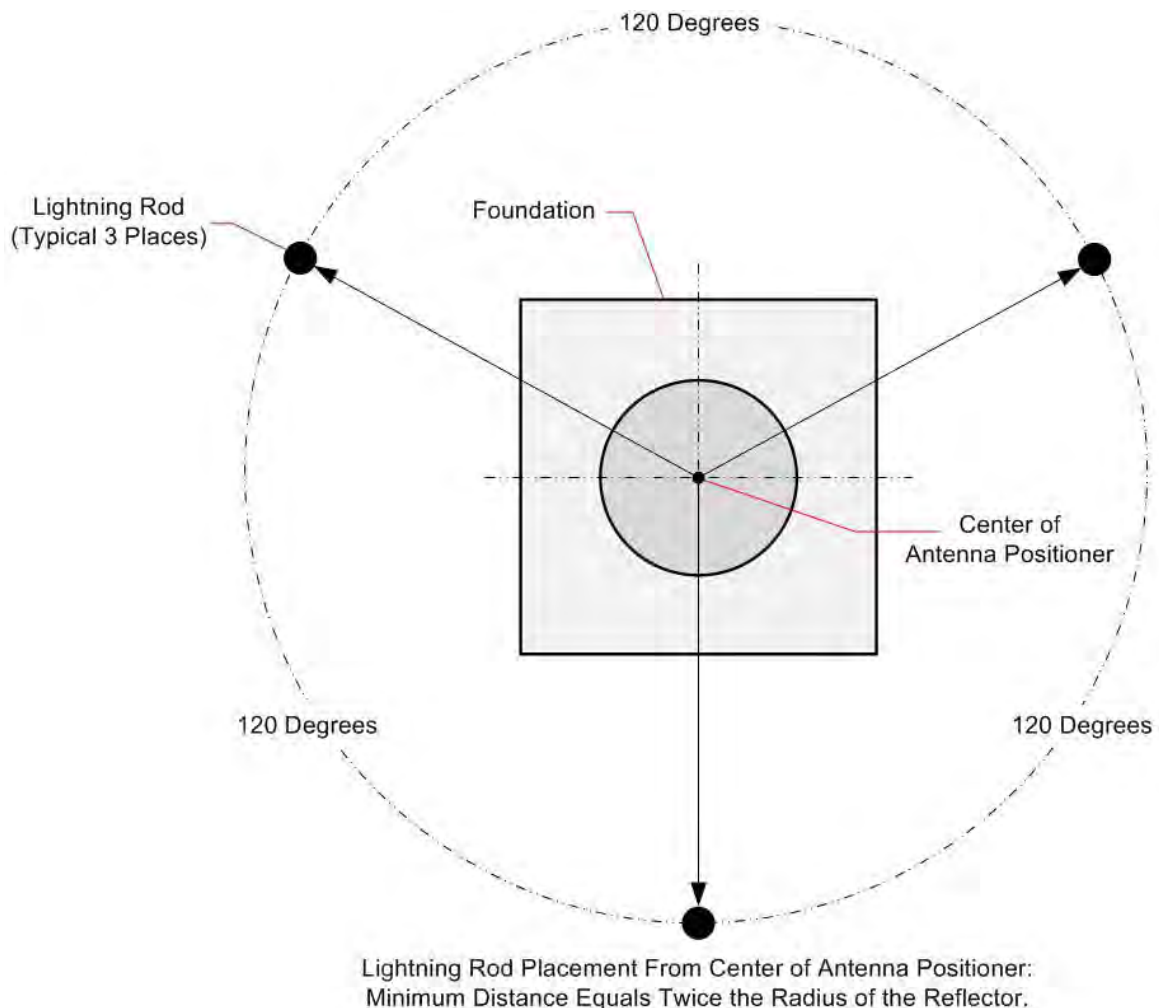 120 Degrees
Lightning Rod
(Typical 3 Places)
Foundation
Center of
Antenna Positioner
120 Degrees
120 Degrees
Lightning Rod Placement From Center of Antenna Positioner:
Minimum Distance Equals Twice the Radius of the Reflector.